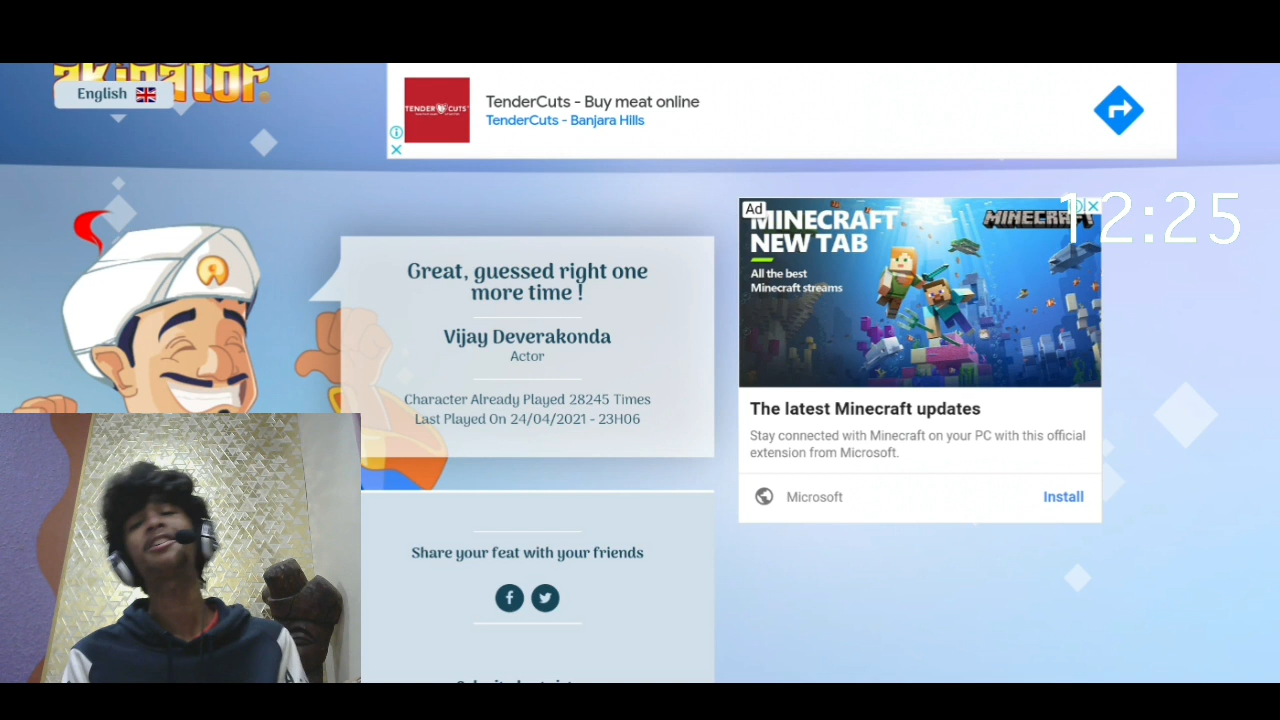 akinator.
English
TENDER CUTS
TenderCuts - Buy meat online
TenderCuts - Banjara Hills
12:25
Great, guessed right one
more time !
Vijay Deverakonda
Actor
Character Already Played 28245 Times
Last Played On 24/04/2021 - 23H06
Share your feat with your friends
Ad
MINECRAFT
NEW TAB
All the best
Minecraft streams
MINECRAFT
The latest Minecraft updates
Stay connected with Minecraft on your PC with this official
extension from Microsoft.
Microsoft
Install